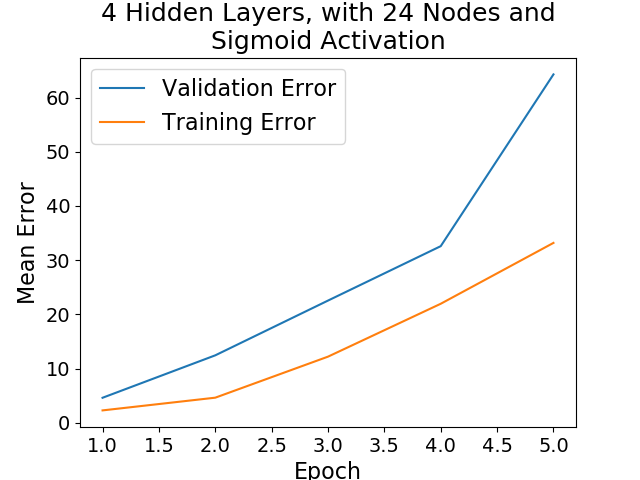 4 Hidden Layers, with 24 Nodes and
Sigmoid Activation
Validation Error
Training Error
Mean Error
60
50
40
30
20
10
0
1.0 1.5 2.0 2.5 3.0 3.5 4.0 4.5 5.0
Epoch